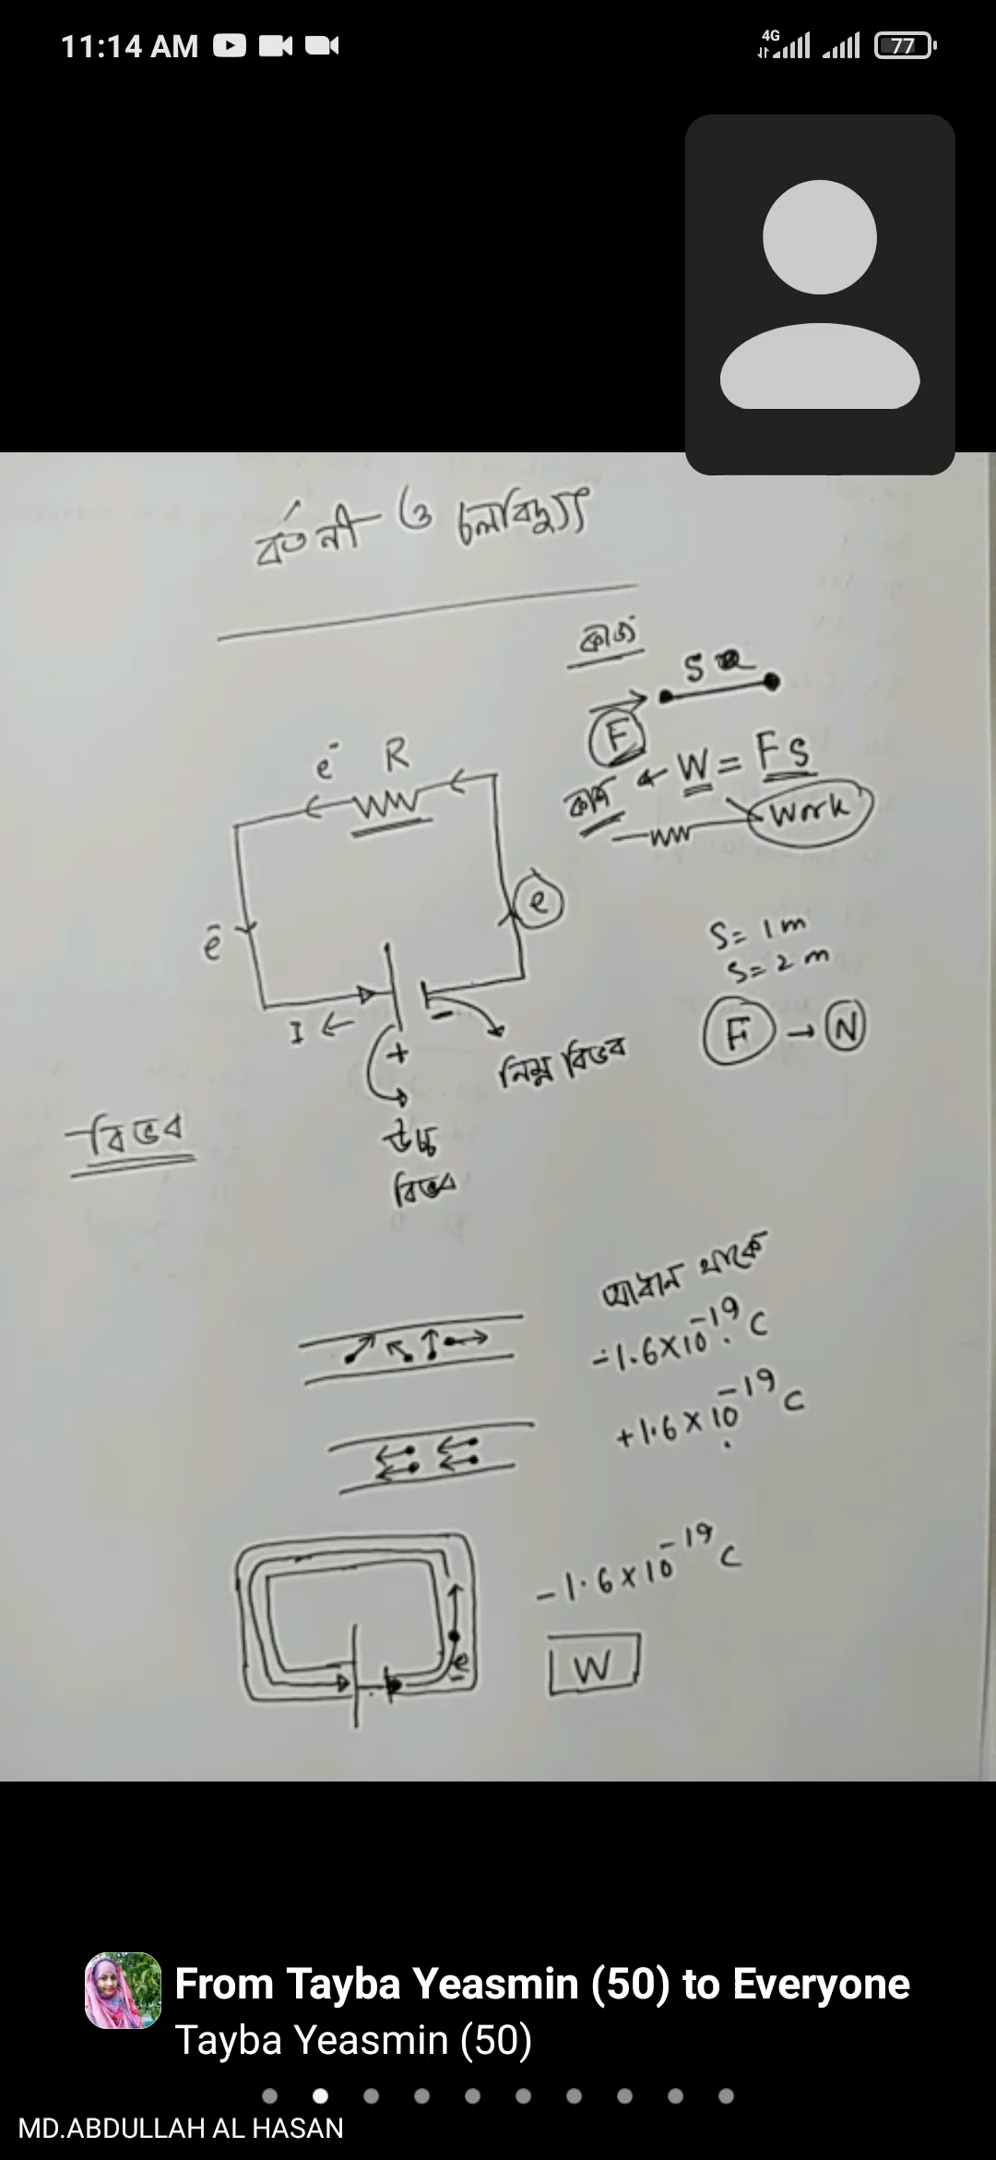 11:14 AM
4G
77
বর্তনী ও চলবিদ্যুৎ
কাজ
S
F
e⁻ R
W = FS
কাজ
Work
e
e⁻
S = 1m
S = 2m
I ←
+
-
নিম্ন বিভব
F → N
বিভব
উচ্চ
বিভব
আধান থাকে
-1.6×10⁻¹⁹ C
+1.6×10⁻¹⁹ C
-1.6×10⁻¹⁹ C
e
W
From Tayba Yeasmin (50) to Everyone
Tayba Yeasmin (50)
MD.ABDULLAH AL HASAN